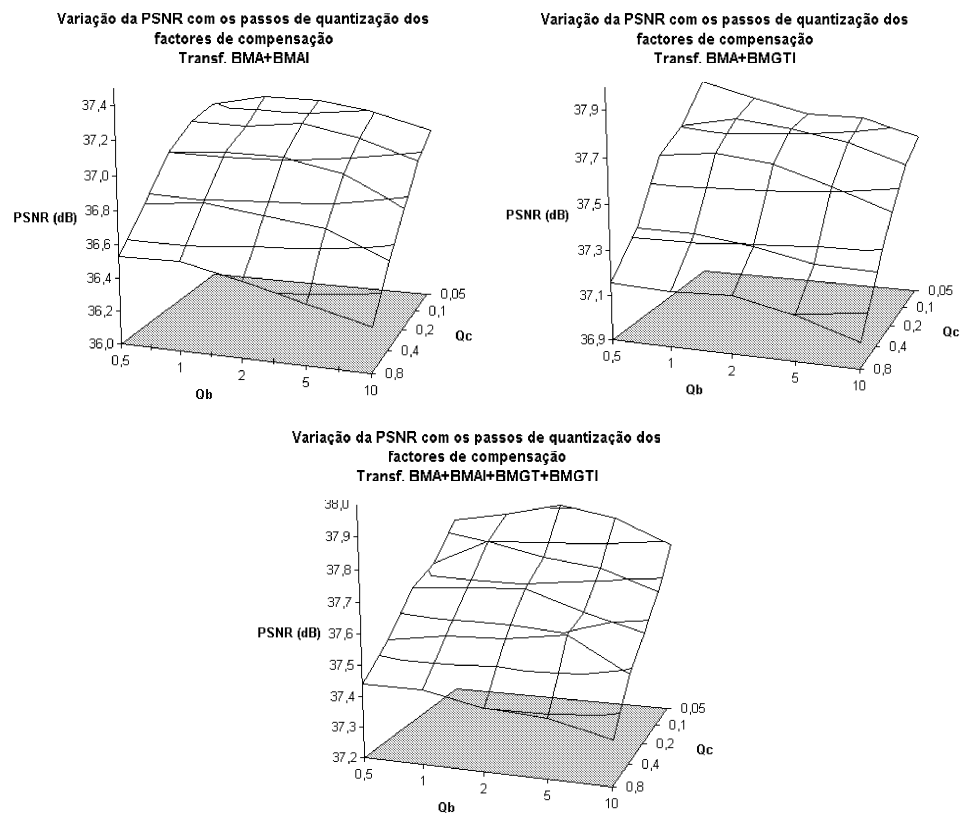 Variação da PSNR com os passos de quantização dos
factores de compensação
Transf. BMA+BMAI
37,4
37,2
37,0
36,8
36,6
36,4
36,2
36,0
PSNR (dB)
0,5
1
2
5
10
Qb
0,05
0,1
0,2
0,4
0,8
Qc
Variação da PSNR com os passos de quantização dos
factores de compensação
Transf. BMA+BMGTI
37,9
37,7
37,5
37,3
37,1
36,9
PSNR (dB)
0,5
1
2
5
10
Qb
0,05
0,1
0,2
0,4
0,8
Qc
Variação da PSNR com os passos de quantização dos
factores de compensação
Transf. BMA+BMAI+BMGT+BMGTI
38,0
37,9
37,8
37,7
37,6
37,5
37,4
37,3
37,2
PSNR (dB)
0,5
1
2
5
10
Qb
0,05
0,1
0,2
0,4
0,8
Qc